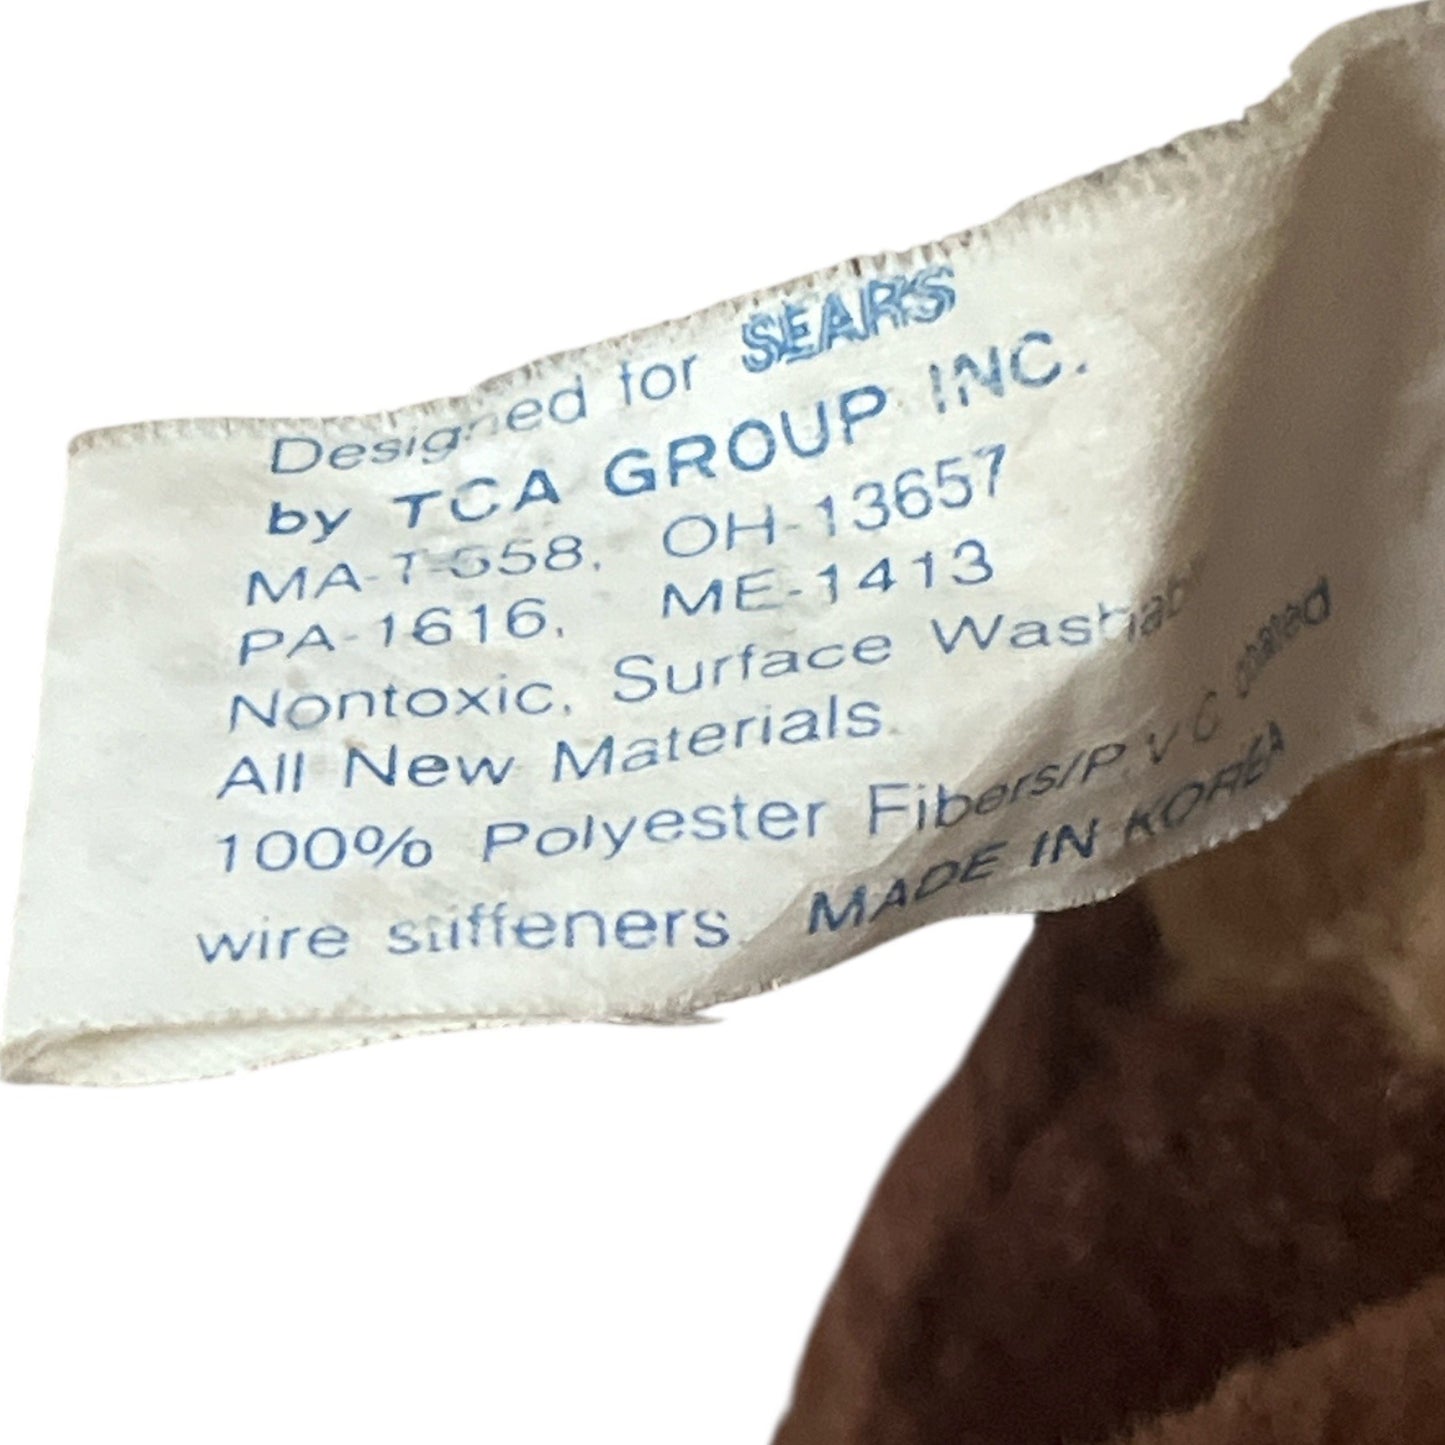 Designed for SEARS
by TCA GROUP INC.
MA-T-558, OH-13657
PA-1616, ME-1413
Nontoxic, Surface Washab
All New Materials.
100% Polyester Fibers/P.V C coated
wire stiffeners. MADE IN KOREA